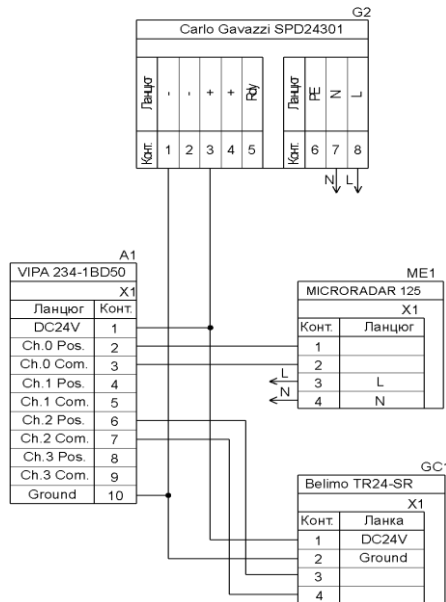 G2
Carlo Gavazzi SPD24301
Ланцюг - - + + Rdy Ланцюг PE N L
Конт. 1 2 3 4 5 Конт. 6 7 8
N L
A1
VIPA 234-1BD50
X1
Ланцюг Конт.
DC24V 1
Ch.0 Pos. 2
Ch.0 Com. 3
Ch.1 Pos. 4
Ch.1 Com. 5
Ch.2 Pos. 6
Ch.2 Com. 7
Ch.3 Pos. 8
Ch.3 Com. 9
Ground 10
ME1
MICRORADAR 125
X1
Конт. Ланцюг
1
2
L 3 L
N 4 N
GC1
Belimo TR24-SR
X1
Конт. Ланка
1 DC24V
2 Ground
3
4